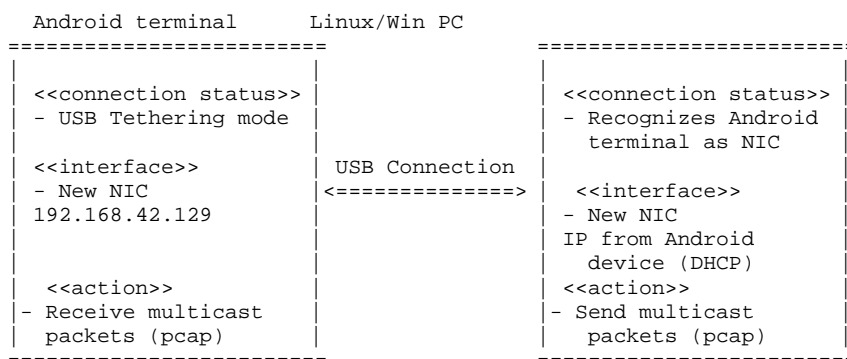 Android terminal Linux/Win PC
========================= =========================
| | | |
| <<connection status>> | | <<connection status>> |
| - USB Tethering mode | | - Recognizes Android |
| | | terminal as NIC |
| <<interface>> | USB Connection | |
| - New NIC |<==============> | <<interface>> |
| 192.168.42.129 | | - New NIC |
| | | IP from Android |
| | | device (DHCP) |
| <<action>> | | <<action>> |
|- Receive multicast | |- Send multicast |
| packets (pcap) | | packets (pcap) |
------------------------- -------------------------